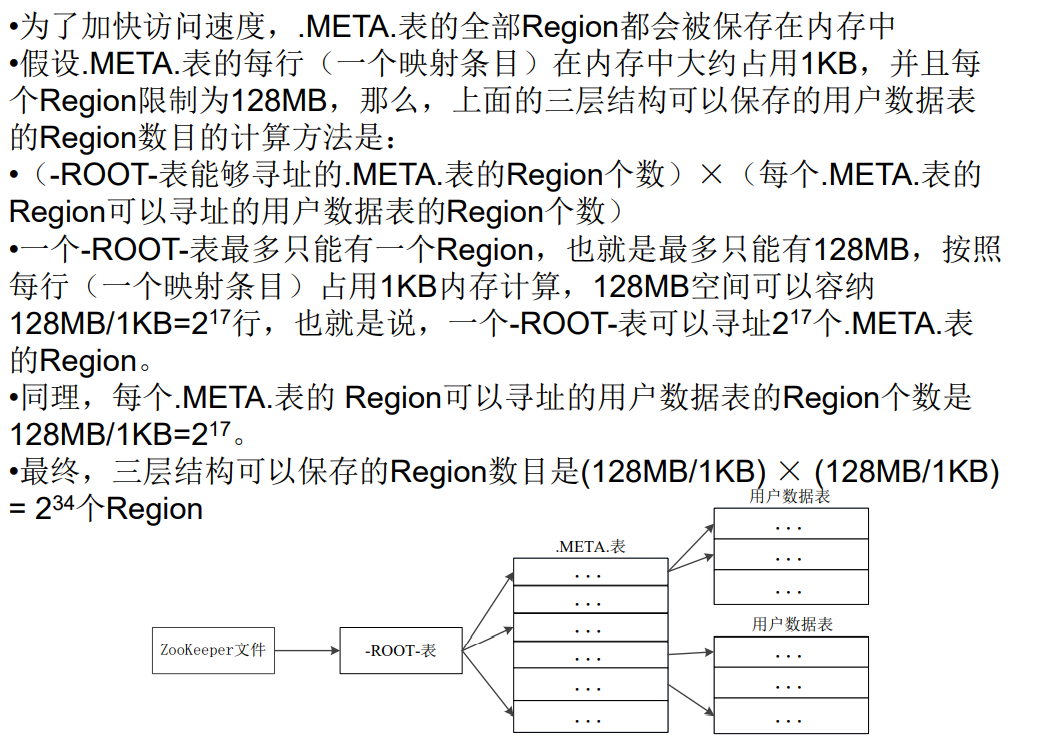 •为了加快访问速度，.META.表的全部Region都会被保存在内存中
•假设.META.表的每行（一个映射条目）在内存中大约占用1KB，并且每
个Region限制为128MB，那么，上面的三层结构可以保存的用户数据表
的Region数目的计算方法是：
•（-ROOT-表能够寻址的.META.表的Region个数）×（每个.META.表的
Region可以寻址的用户数据表的Region个数）
•一个-ROOT-表最多只能有一个Region，也就是最多只能有128MB，按照
每行（一个映射条目）占用1KB内存计算，128MB空间可以容纳
128MB/1KB=2¹⁷行，也就是说，一个-ROOT-表可以寻址2¹⁷个.META.表
的Region。
•同理，每个.META.表的 Region可以寻址的用户数据表的Region个数是
128MB/1KB=2¹⁷。
•最终，三层结构可以保存的Region数目是(128MB/1KB) × (128MB/1KB)
= 2³⁴个Region
用户数据表
...
...
...
.META.表
...
...
...
...
...
...
ZooKeeper文件
-ROOT-表
用户数据表
...
...
...